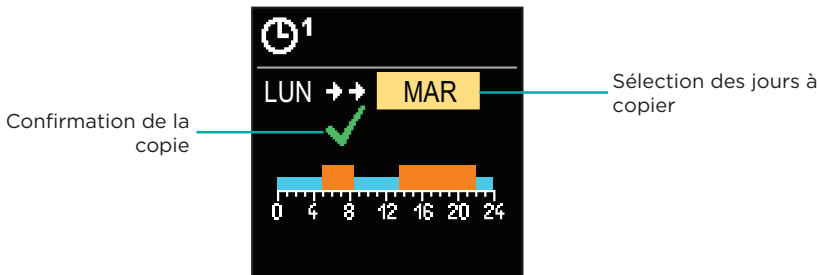 1
LUN MAR
Sélection des jours à
copier
Confirmation de la
copie
0 4 8 12 16 20 24